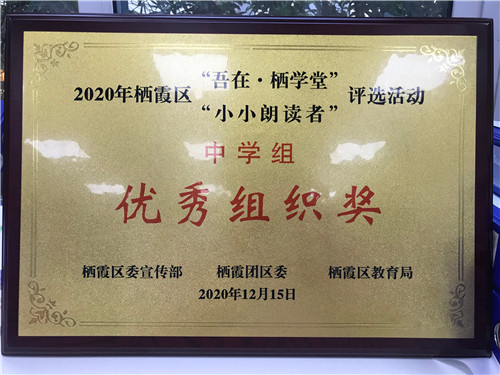 2020年栖霞区“吾在·栖学堂”“小小朗读者”评选活动
中学组
优秀组织奖
栖霞区委宣传部 栖霞团区委 栖霞区教育局
2020年12月15日